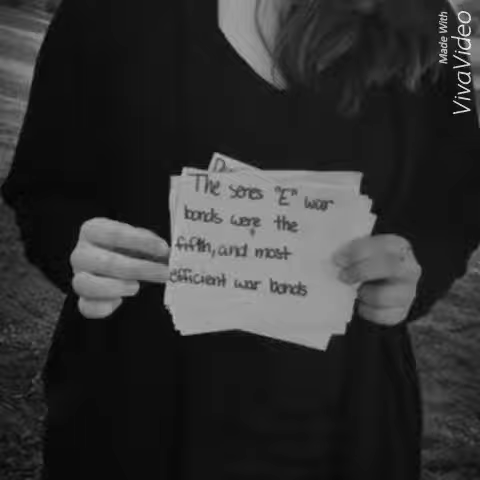 Made With
VivaVideo
The series "E" war
bonds were the
fifth, and most
efficient war bonds